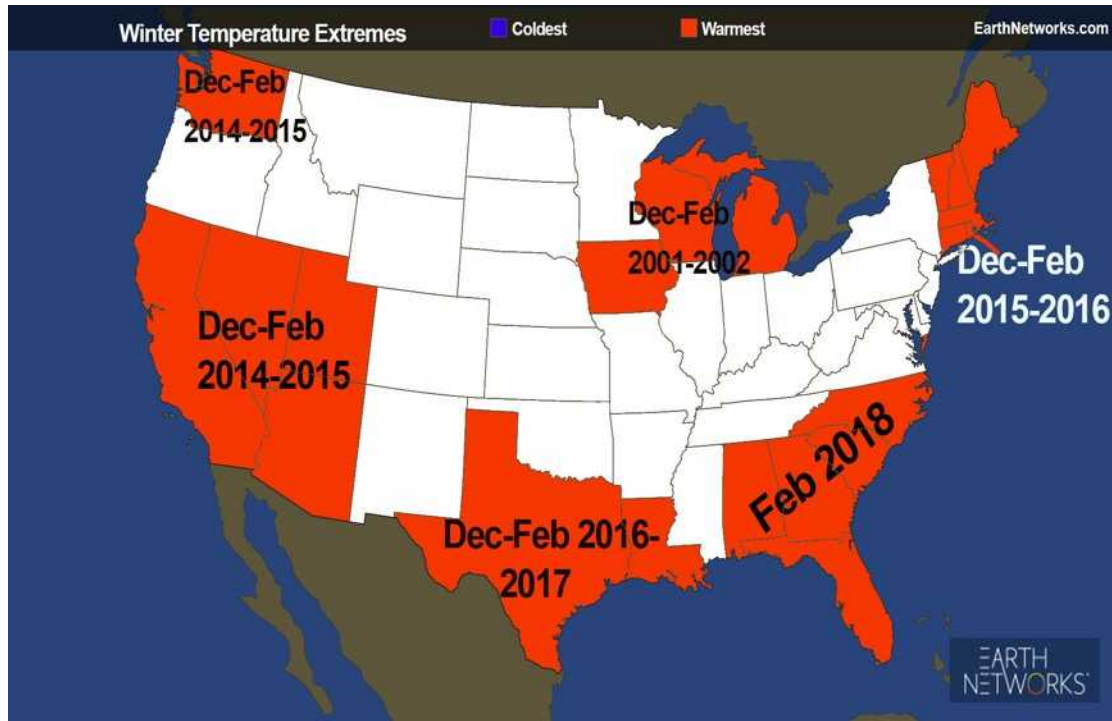 Winter Temperature Extremes
Coldest
Warmest
EarthNetworks.com
Dec-Feb
2014-2015
Dec-Feb
2001-2002
Dec-Feb
2015-2016
Dec-Feb
2014-2015
Feb 2018
Dec-Feb 2016-
2017
EARTH
NETWORKS